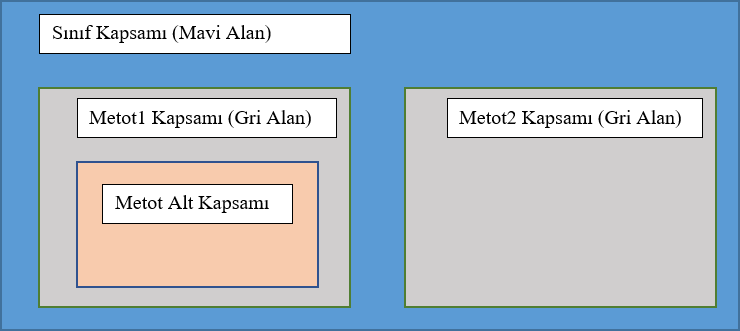 Sınıf Kapsamı (Mavi Alan)
Metot1 Kapsamı (Gri Alan)
Metot2 Kapsamı (Gri Alan)
Metot Alt Kapsamı